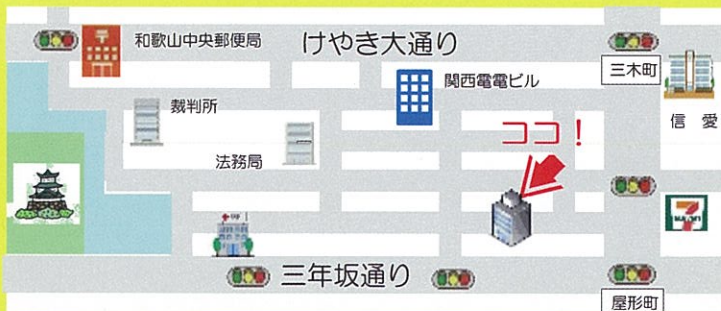 和歌山中央郵便局
けやき大通り
三木町
関西電電ビル
裁判所
信愛
ココ！
法務局
三年坂通り
屋形町